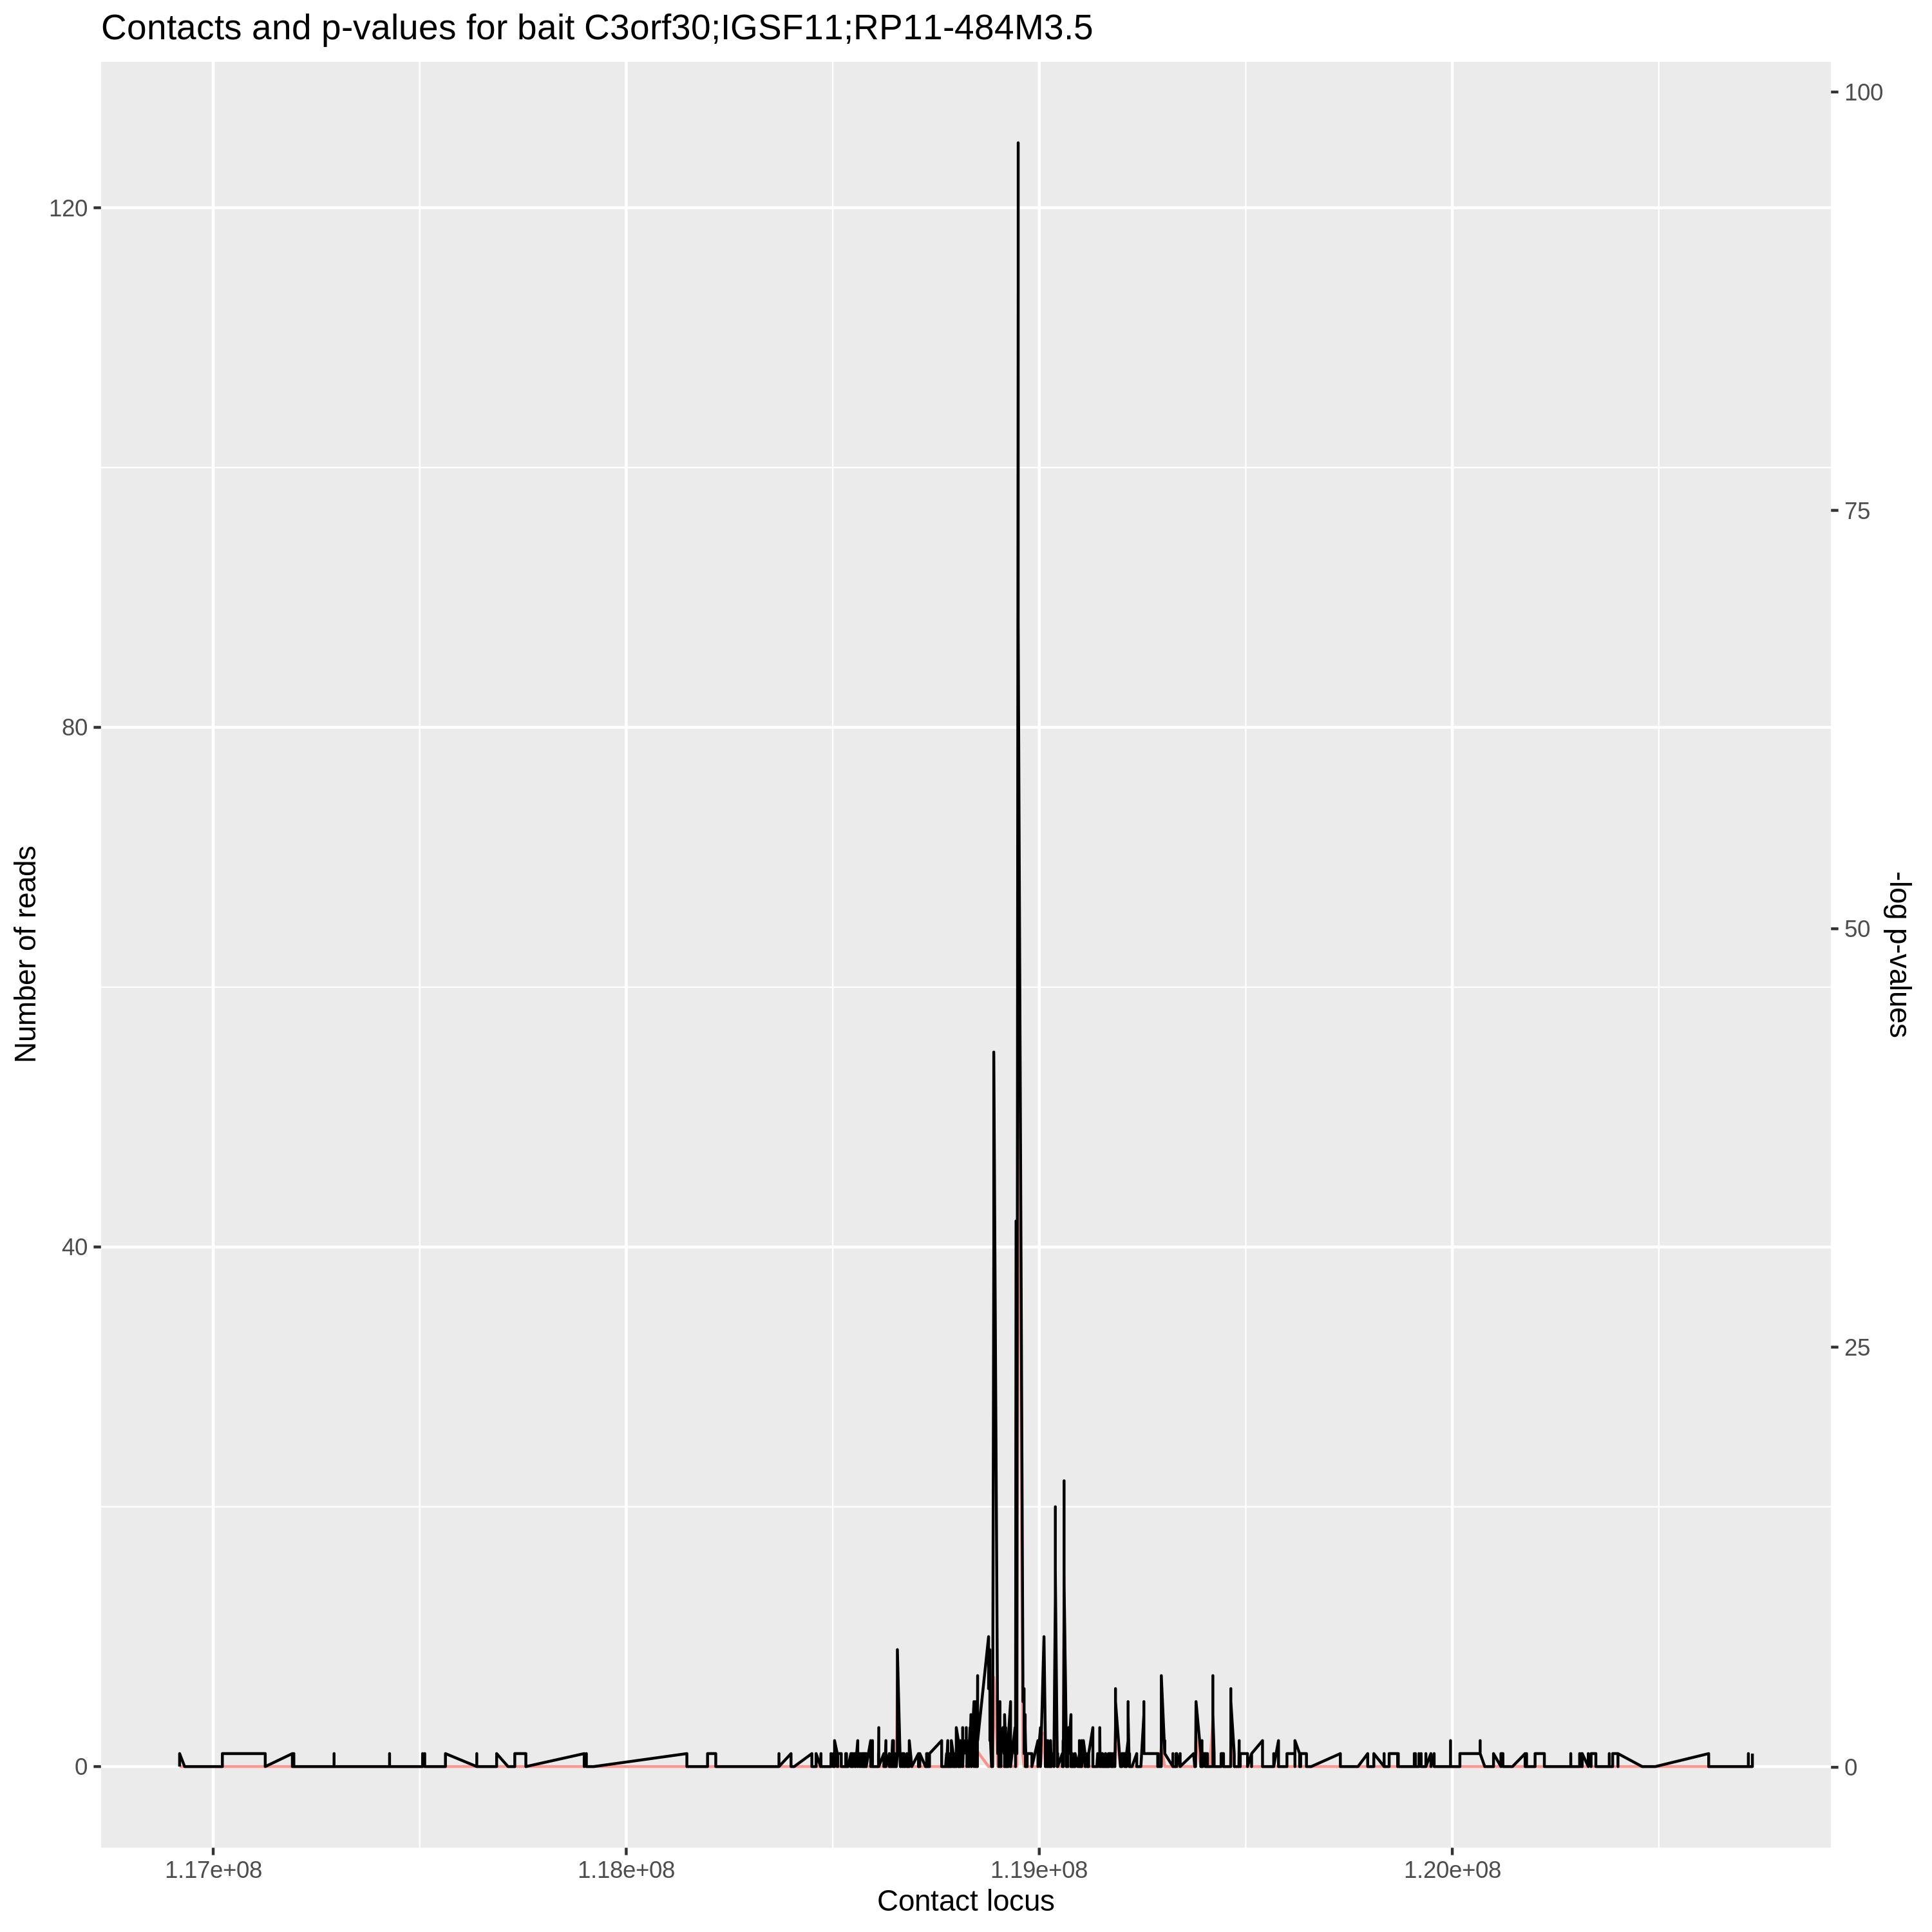 Contacts and p-values for bait C3orf30;IGSF11;RP11-484M3.5
Number of reads
120
80
40
0
100
75
50
25
0
-log p-values
1.17e+08
1.18e+08
1.19e+08
1.20e+08
Contact locus